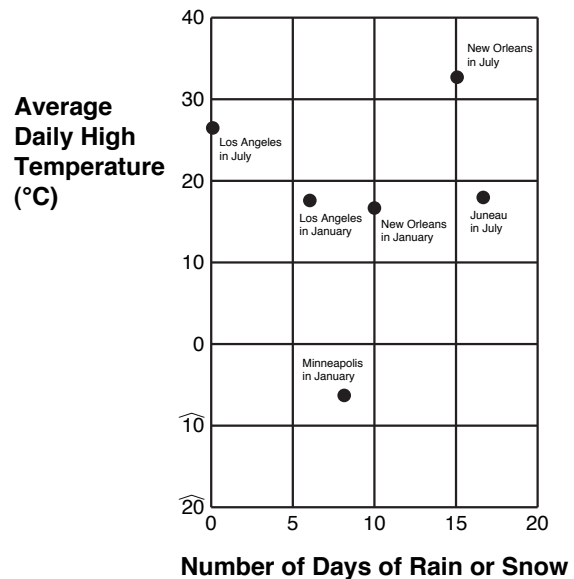 40
New Orleans
in July
Average
Daily High
Temperature
(°C)
30
Los Angeles
in July
20
Los Angeles
in January
New Orleans
in January
Juneau
in July
10
0
Minneapolis
in January
⁀10
⁀20
0
5
10
15
20
Number of Days of Rain or Snow